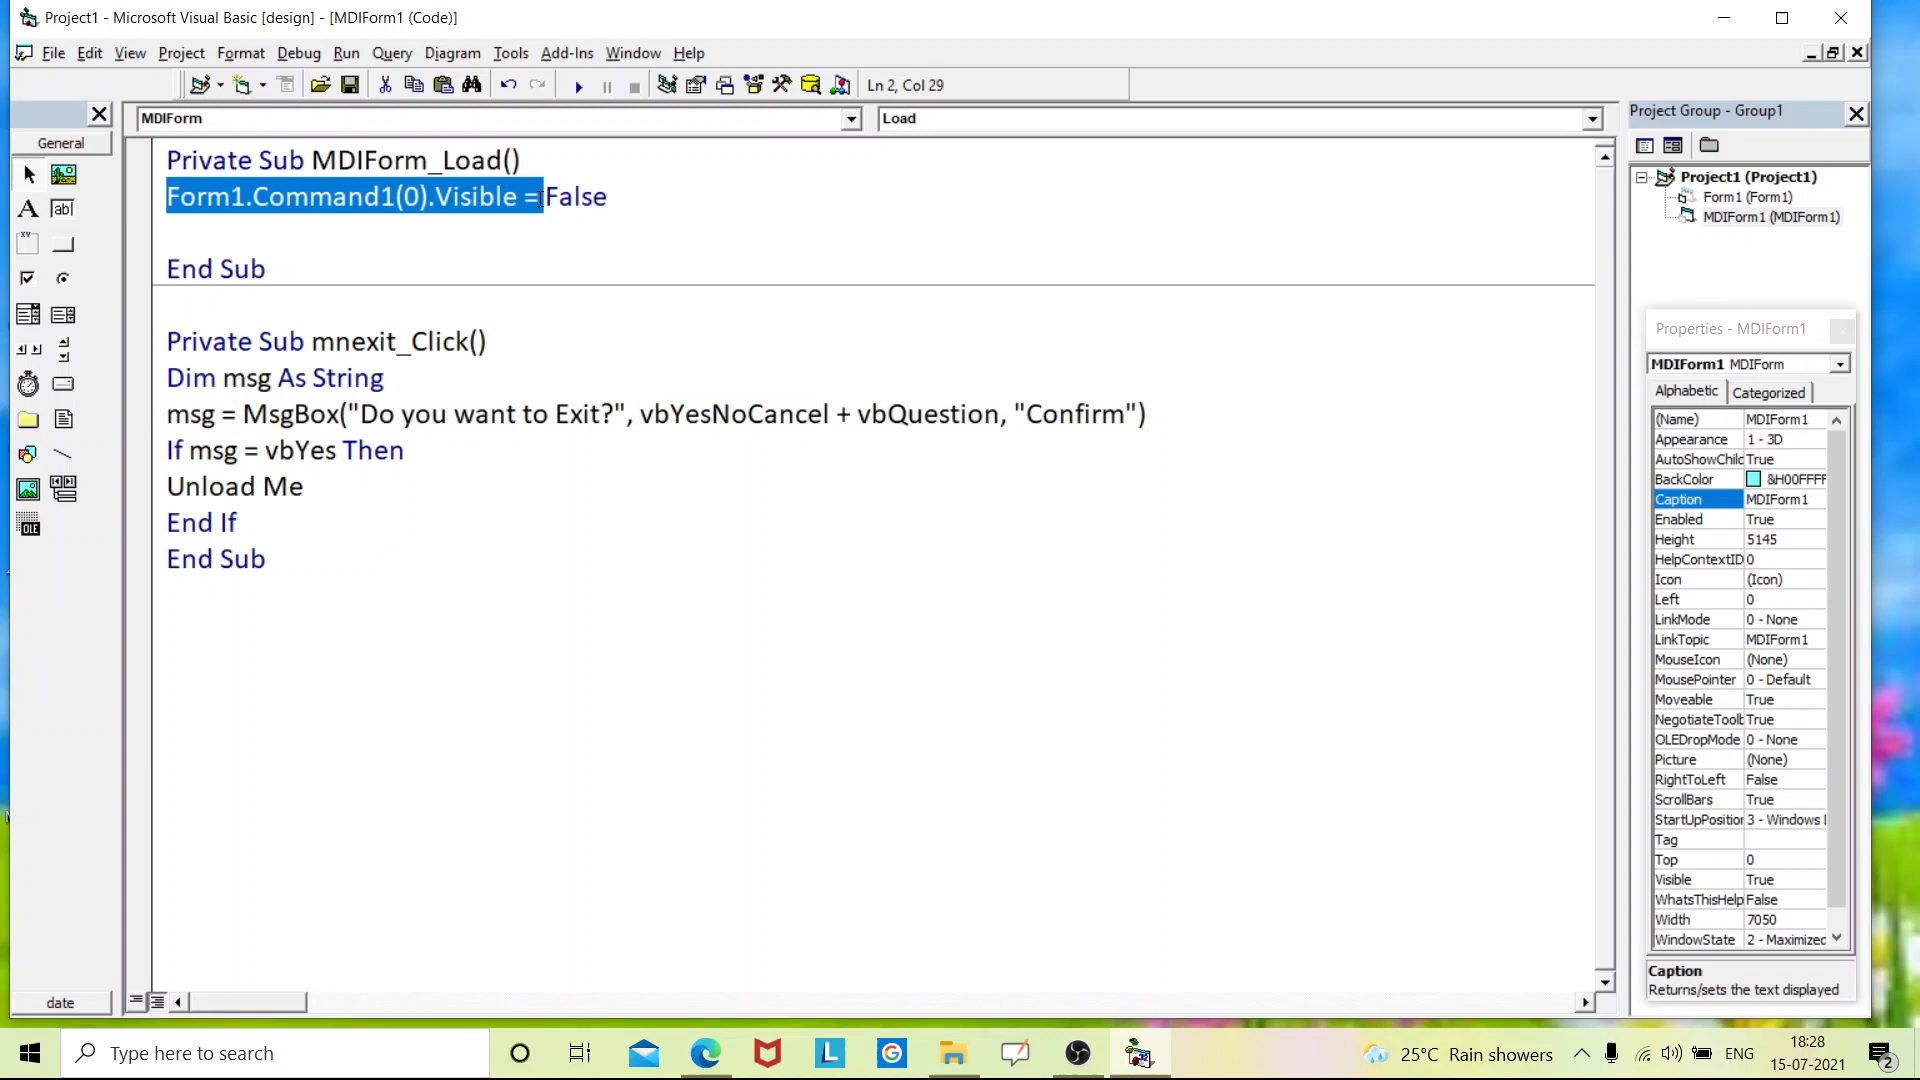 Project1 - Microsoft Visual Basic [design] - [MDIForm1 (Code)]
File Edit View Project Format Debug Run Query Diagram Tools Add-Ins Window Help
Ln 2, Col 29
General
A
ab|
XY
OLE
date
MDIForm
Load
Private Sub MDIForm_Load()
Form1.Command1(0).Visible = False
End Sub
Private Sub mnexit_Click()
Dim msg As String
msg = MsgBox("Do you want to Exit?", vbYesNoCancel + vbQuestion, "Confirm")
If msg = vbYes Then
Unload Me
End If
End Sub
Project Group - Group1
Project1 (Project1)
Form1 (Form1)
MDIForm1 (MDIForm1)
Properties - MDIForm1
MDIForm1 MDIForm
Alphabetic Categorized
(Name) MDIForm1
Appearance 1 - 3D
AutoShowChild True
BackColor &H00FFFF
Caption MDIForm1
Enabled True
Height 5145
HelpContextID 0
Icon (Icon)
Left 0
LinkMode 0 - None
LinkTopic MDIForm1
MouseIcon (None)
MousePointer 0 - Default
Moveable True
NegotiateToolb True
OLEDropMode 0 - None
Picture (None)
RightToLeft False
ScrollBars True
StartUpPosition 3 - Windows
Tag
Top 0
Visible True
WhatsThisHelp False
Width 7050
WindowState 2 - Maximized
Caption
Returns/sets the text displayed
Type here to search
L
G
25°C Rain showers
ENG
18:28
15-07-2021
2